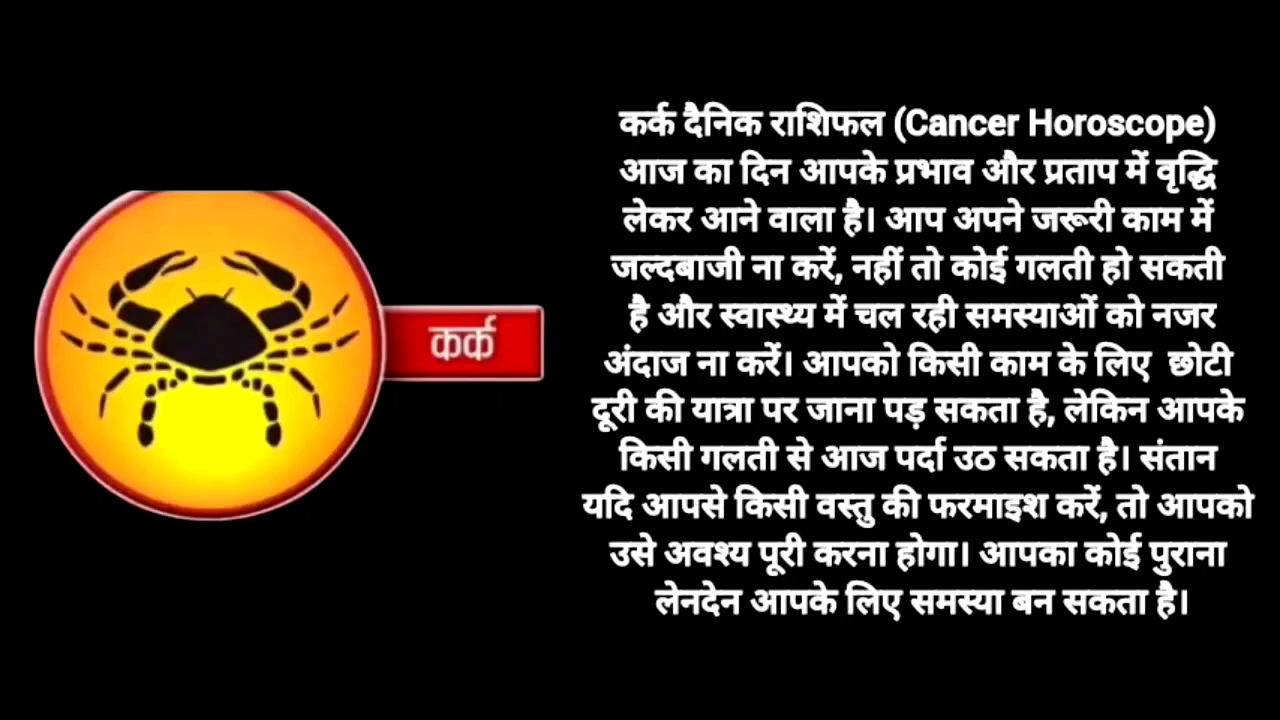 कर्क
कर्क दैनिक राशिफल (Cancer Horoscope)
आज का दिन आपके प्रभाव और प्रताप में वृद्धि
लेकर आने वाला है। आप अपने जरूरी काम में
जल्दबाजी ना करें, नहीं तो कोई गलती हो सकती
है और स्वास्थ्य में चल रही समस्याओं को नजर
अंदाज ना करें। आपको किसी काम के लिए  छोटी
दूरी की यात्रा पर जाना पड़ सकता है, लेकिन आपके
किसी गलती से आज पर्दा उठ सकता है। संतान
यदि आपसे किसी वस्तु की फरमाइश करें, तो आपको
उसे अवश्य पूरी करना होगा। आपका कोई पुराना
लेनदेन आपके लिए समस्या बन सकता है।